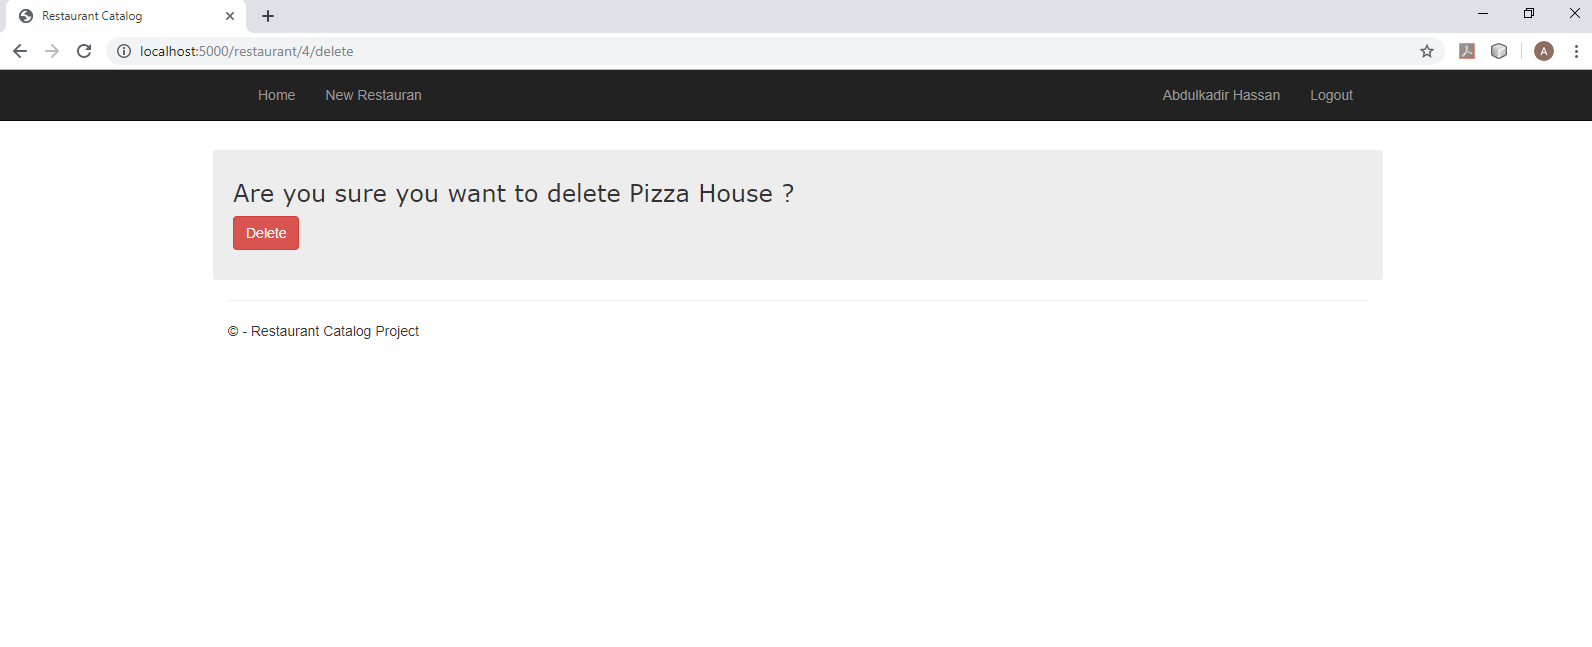 Restaurant Catalog
localhost:5000/restaurant/4/delete
A
Home New Restauran Abdulkadir Hassan Logout
Are you sure you want to delete Pizza House ?
Delete
© - Restaurant Catalog Project